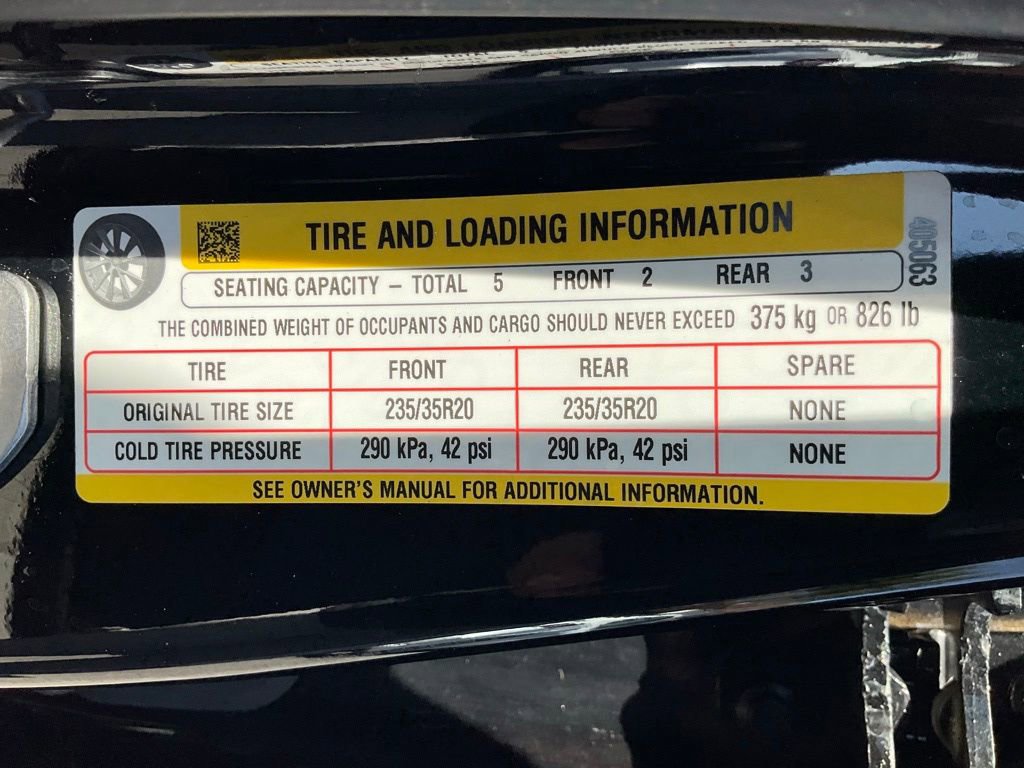 TIRE AND LOADING INFORMATION
405063
SEATING CAPACITY – TOTAL 5 FRONT 2 REAR 3
THE COMBINED WEIGHT OF OCCUPANTS AND CARGO SHOULD NEVER EXCEED 375 kg OR 826 lb
TIRE FRONT REAR SPARE
ORIGINAL TIRE SIZE 235/35R20 235/35R20 NONE
COLD TIRE PRESSURE 290 kPa, 42 psi 290 kPa, 42 psi NONE
SEE OWNER'S MANUAL FOR ADDITIONAL INFORMATION.